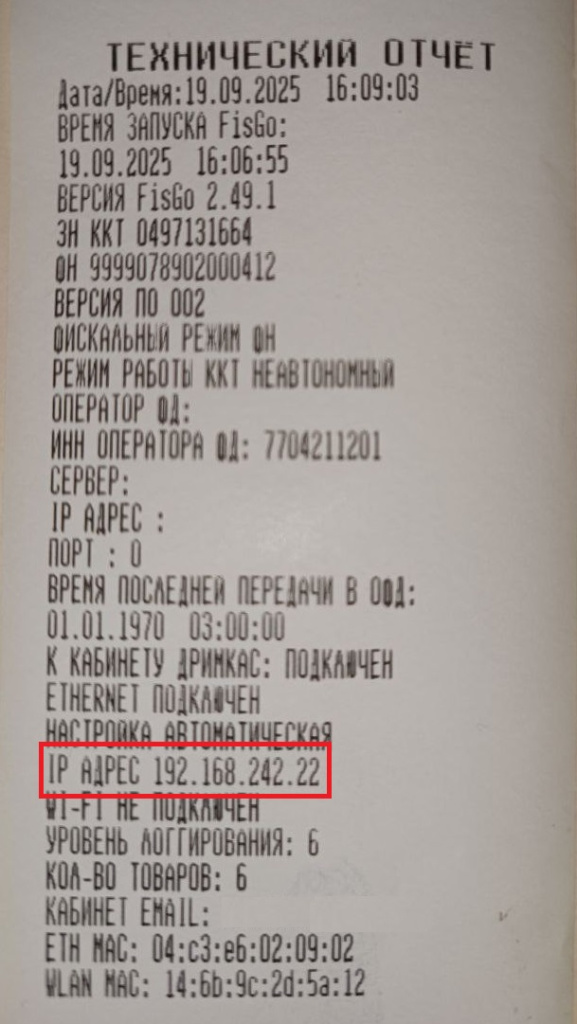 ТЕХНИЧЕСКИЙ ОТЧЁТ
Дата/Время:19.09.2025 16:09:03
ВРЕМЯ ЗАПУСКА FisGo:
19.09.2025 16:06:55
ВЕРСИЯ FisGo 2.49.1
ЗН ККТ 0497131664
ФН 9999078902000412
ВЕРСИЯ ПО 002
ФИСКАЛЬНЫЙ РЕЖИМ ФН
РЕЖИМ РАБОТЫ ККТ НЕАВТОНОМНЫЙ
ОПЕРАТОР ФД:
ИНН ОПЕРАТОРА ФД: 7704211201
СЕРВЕР:
IP АДРЕС :
ПОРТ : 0
ВРЕМЯ ПОСЛЕДНЕЙ ПЕРЕДАЧИ В ОФД:
01.01.1970 03:00:00
К КАБИНЕТУ ДРИМКАС: ПОДКЛЮЧЕН
ETHERNET ПОДКЛЮЧЕН
НАСТРОЙКА АВТОМАТИЧЕСКАЯ
IP АДРЕС 192.168.242.22
WI-FI НЕ ПОДКЛЮЧЕН
УРОВЕНЬ ЛОГГИРОВАНИЯ: 6
КОЛ-ВО ТОВАРОВ: 6
КАБИНЕТ EMAIL:
ETH MAC: 04:c3:e6:02:09:02
WLAN MAC: 14:6b:9c:2d:5a:12